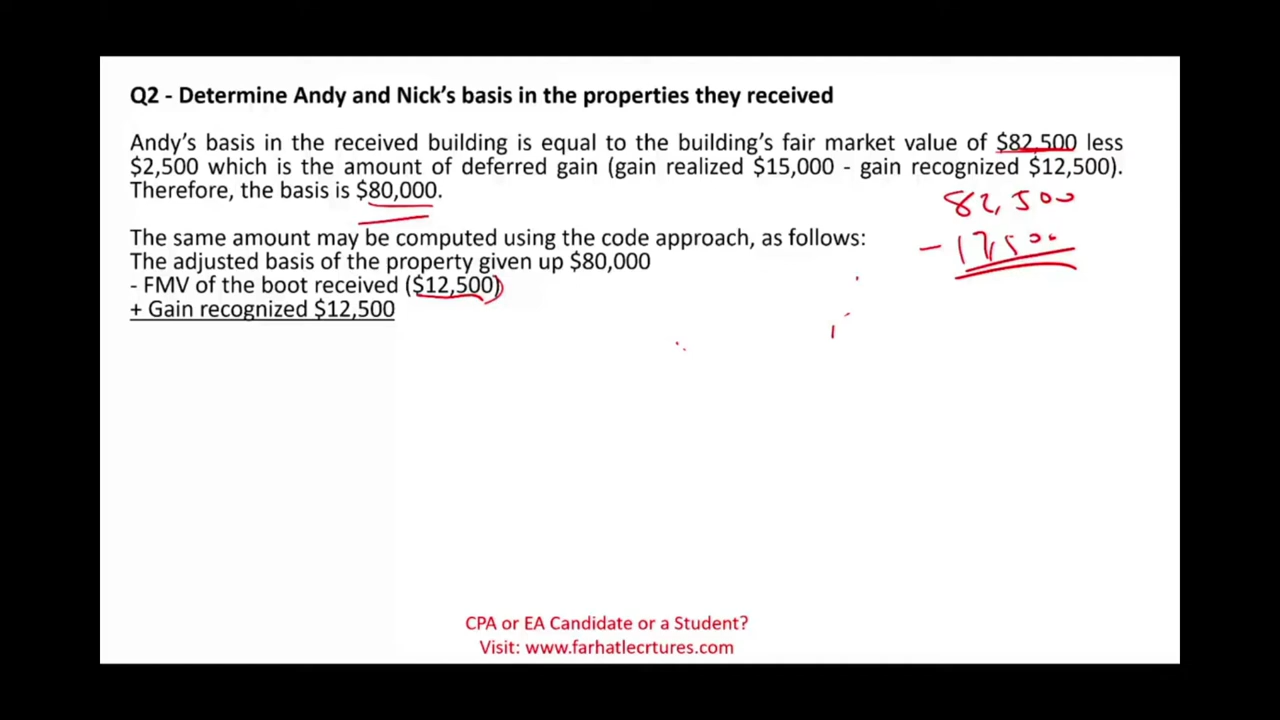 Q2 - Determine Andy and Nick's basis in the properties they received
Andy's basis in the received building is equal to the building's fair market value of $82,500 less
$2,500 which is the amount of deferred gain (gain realized $15,000 - gain recognized $12,500).
Therefore, the basis is $80,000.
82,500
- 17,500
The same amount may be computed using the code approach, as follows:
The adjusted basis of the property given up $80,000
- FMV of the boot received ($12,500)
+ Gain recognized $12,500
CPA or EA Candidate or a Student?
Visit: www.farhatlecrtures.com